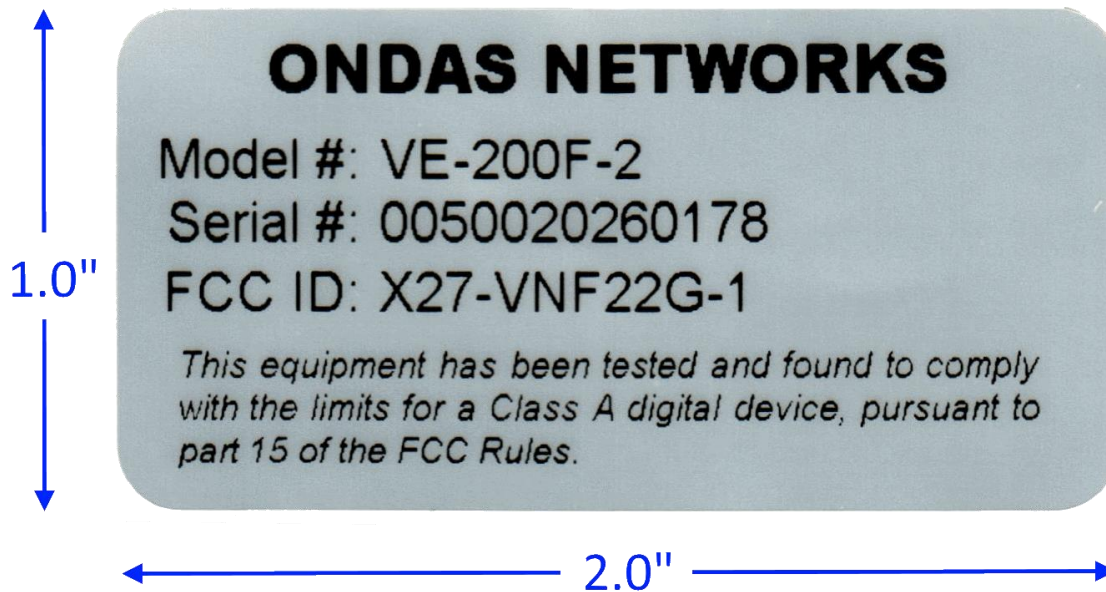 ONDAS NETWORKS
Model #: VE-200F-2
Serial #: 0050020260178
FCC ID: X27-VNF22G-1
This equipment has been tested and found to comply
with the limits for a Class A digital device, pursuant to
part 15 of the FCC Rules.
1.0"
2.0"